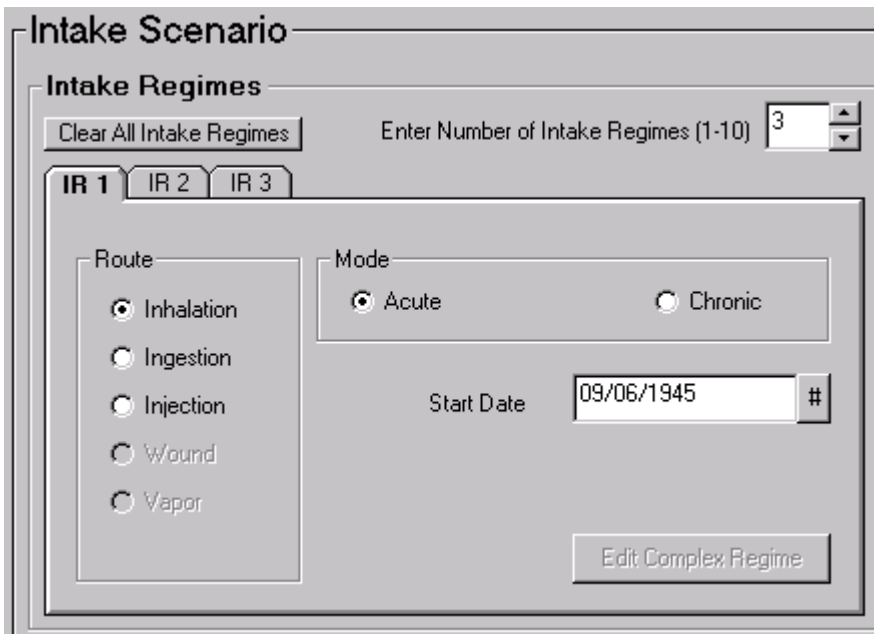 Intake Scenario
Intake Regimes
Clear All Intake Regimes
Enter Number of Intake Regimes (1-10)
3
IR 1
IR 2
IR 3
Route
Inhalation
Ingestion
Injection
Wound
Vapor
Mode
Acute
Chronic
Start Date
09/06/1945
#
Edit Complex Regime